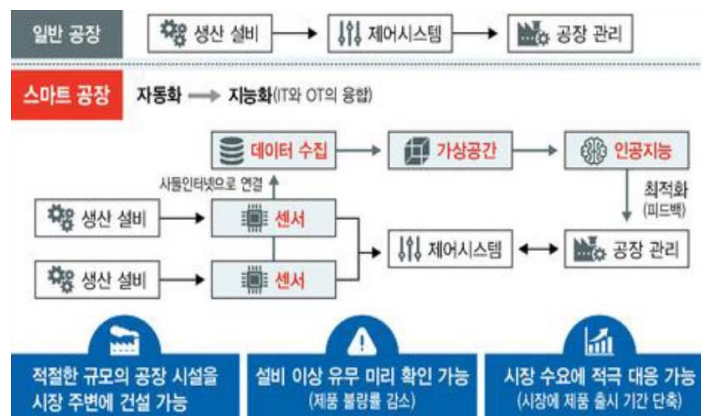 일반 공장
생산 설비
제어시스템
공장 관리
스마트 공장
자동화
지능화(IT와 OT의 융합)
데이터 수집
가상공간
인공지능
사물인터넷으로 연결
최적화
(피드백)
생산 설비
센서
제어시스템
공장 관리
생산 설비
센서
적절한 규모의 공장 시설을
시장 주변에 건설 가능
설비 이상 유무 미리 확인 가능
(제품 불량률 감소)
시장 수요에 적극 대응 가능
(시장에 제품 출시 기간 단축)